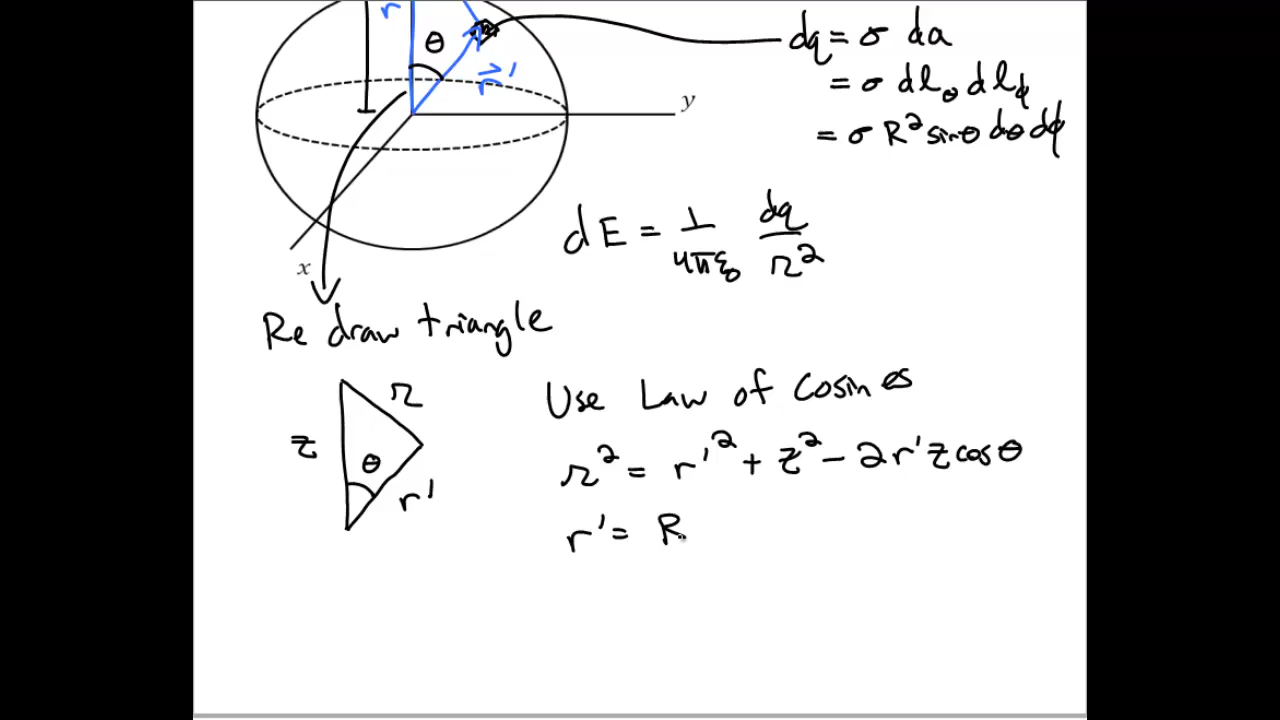 r
θ
r⃗ '
y
x
dq = σ da
= σ dl_θ dl_ϕ
= σ R² sinθ dθ dϕ
dE = 1/4πε₀ dq/r²
Re draw triangle
z
r
θ
r'
Use Law of Cosines
r² = r'² + z² - 2r'z cosθ
r' = R